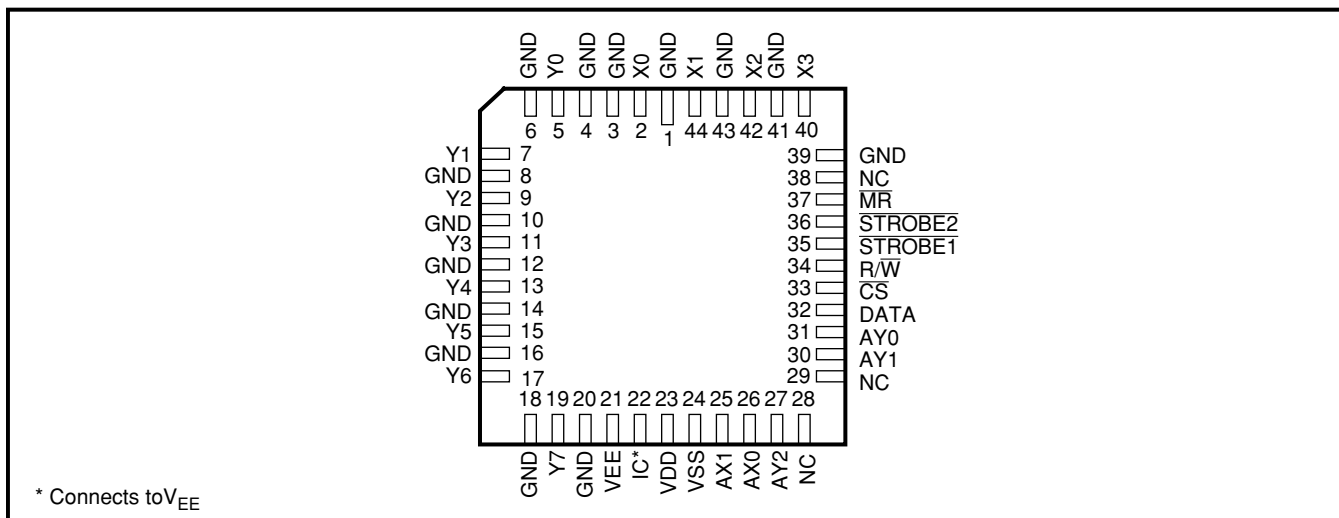 GND Y0 GND GND X0 GND X1 GND X2 GND X3
6 5 4 3 2 1 44 43 42 41 40
Y1 7
GND 8
Y2 9
GND 10
Y3 11
GND 12
Y4 13
GND 14
Y5 15
GND 16
Y6 17
39 GND
38 NC
37 M̅R̅
36 S̅T̅R̅O̅B̅E̅2̅
35 S̅T̅R̅O̅B̅E̅1̅
34 R/W̅
33 C̅S̅
32 DATA
31 AY0
30 AY1
29 NC
18 19 20 21 22 23 24 25 26 27 28
GND Y7 GND VEE IC* VDD VSS AX1 AX0 AY2 NC
* Connects toVEE